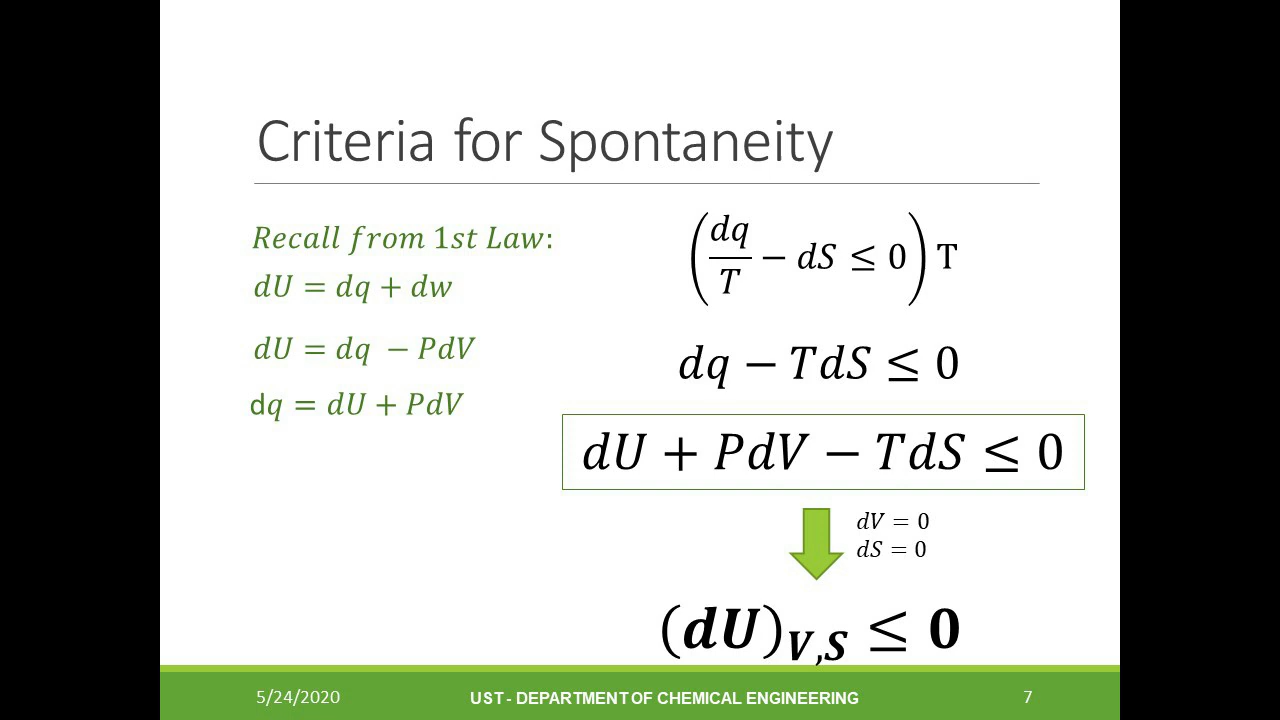 Criteria for Spontaneity
Recall from 1st Law:
dU = dq + dw
dU = dq − PdV
dq = dU + PdV
(dq/T − dS ≤ 0) T
dq − TdS ≤ 0
dU + PdV − TdS ≤ 0
dV = 0
dS = 0
(dU)V,S ≤ 0
5/24/2020 UST - DEPARTMENT OF CHEMICAL ENGINEERING 7